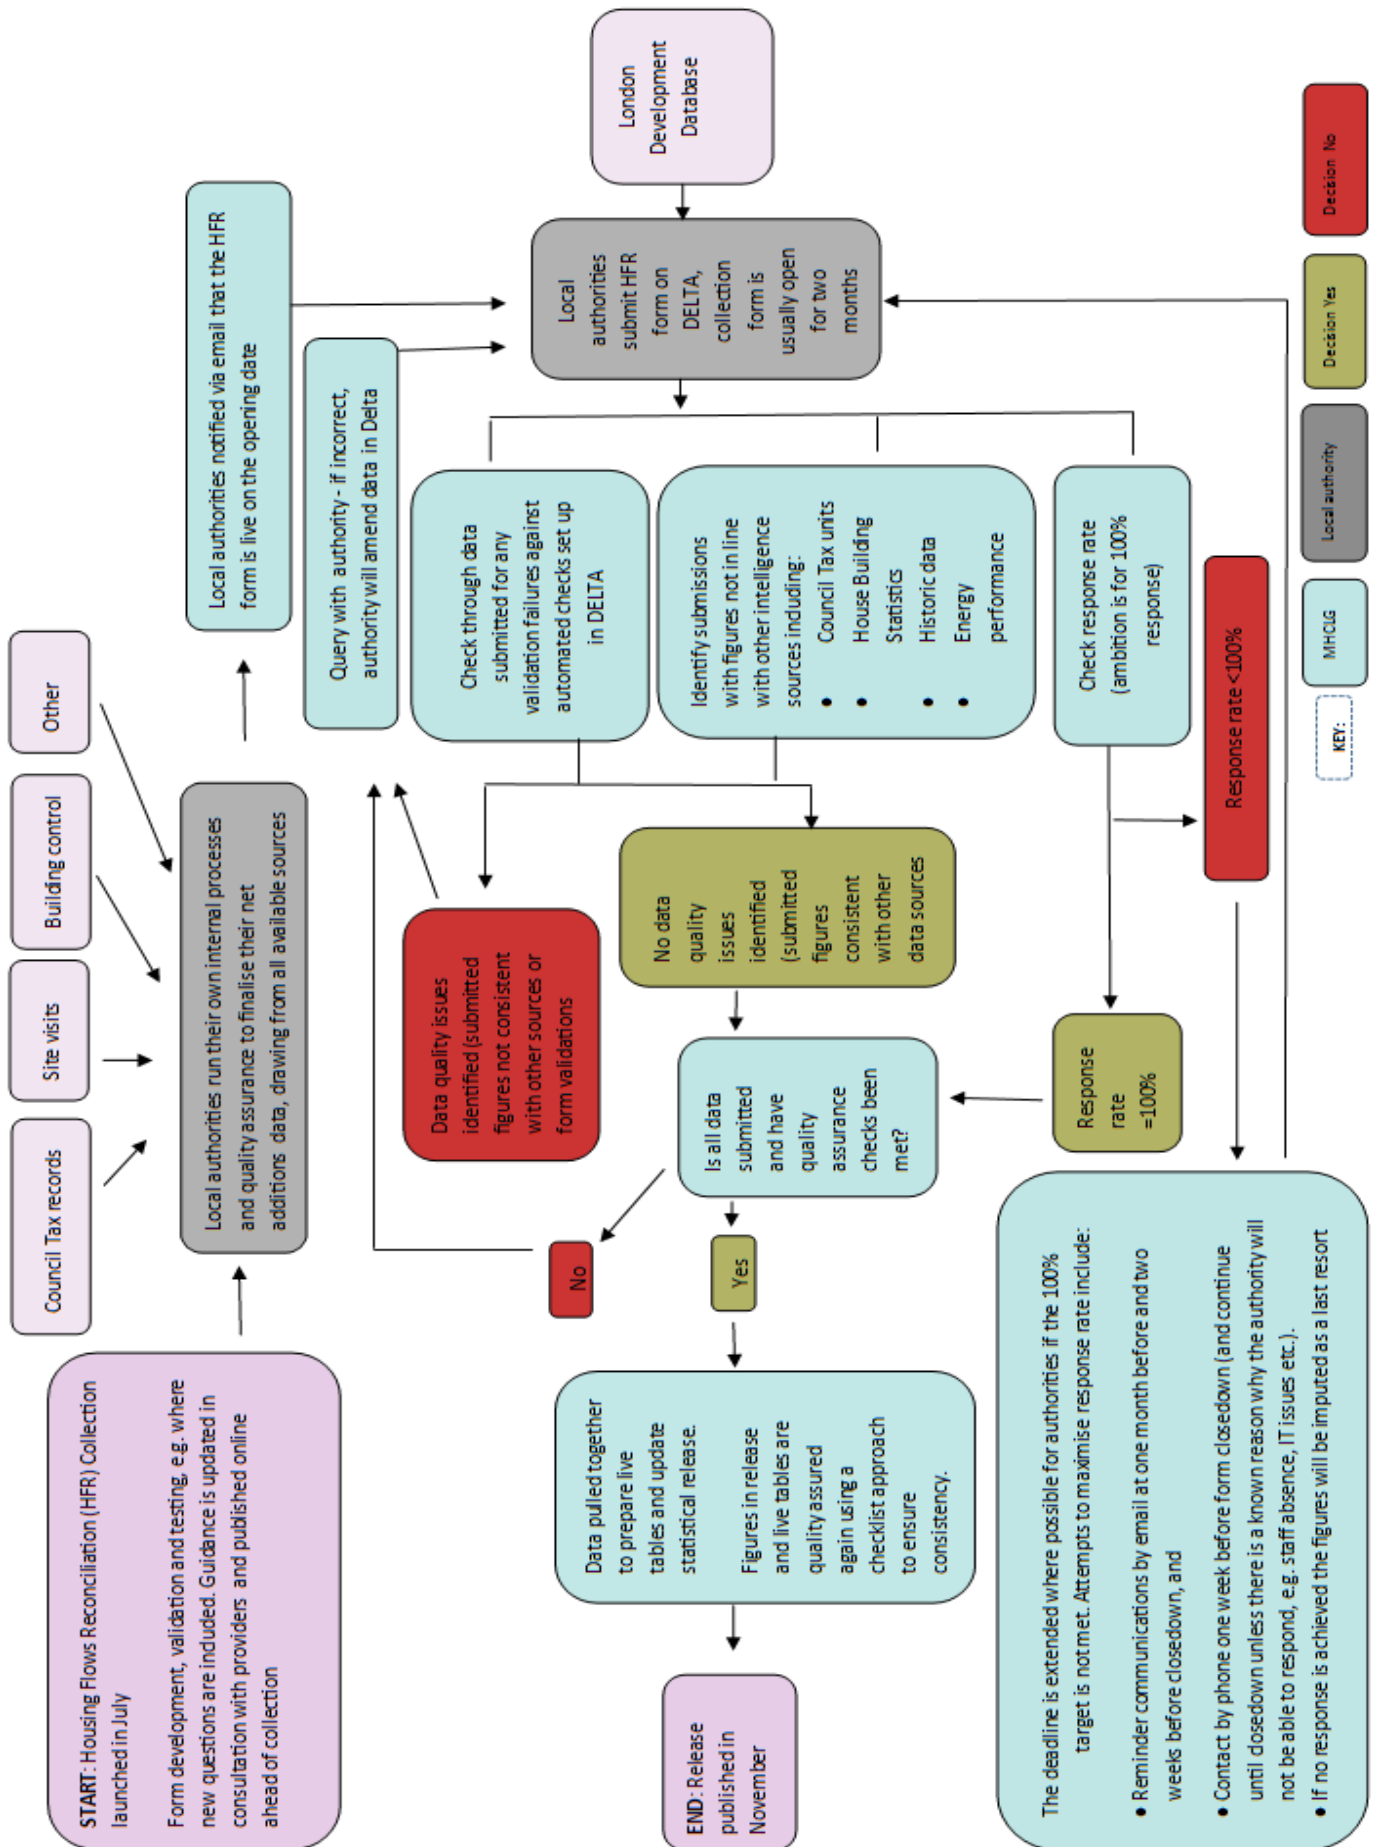 START: Housing Flows Reconciliation (HFR) Collection
launched in July
Form development, validation and testing, e.g. where
new questions are included. Guidance is updated in
consultation with providers and published online
ahead of collection
Council Tax records
Site visits
Building control
Other
Local authorities run their own internal processes
and quality assurance to finalise their net
additions data, drawing from all available sources
Local authorities notified via email that the HFR
form is live on the opening date
Query with authority - if incorrect,
authority will amend data in Delta
London
Development
Database
Local
authorities
submit HFR
form on
DELTA,
collection
form is
usually open
for two
months
Check through data
submitted for any
validation failures against
automated checks set up
in DELTA
Identify submissions
with figures not in line
with other intelligence
sources including:
● Council Tax units
● House Building
Statistics
● Historic data
● Energy
performance
Check response rate
(ambition is for 100%
response)
Data quality issues
identified (submitted
figures not consistent
with other sources or
form validations
No data
quality
issues
identified
(submitted
figures
consistent
with other
data sources
Response rate <100%
Response
rate
=100%
Is all data
submitted
and have
quality
assurance
checks been
met?
No
Yes
Data pulled together
to prepare live
tables and update
statistical release.
Figures in release
and live tables are
quality assured
again using a
checklist approach
to ensure
consistency.
END: Release
published in
November
The deadline is extended where possible for authorities if the 100%
target is not met. Attempts to maximise response rate include:
● Reminder communications by email at one month before and two
weeks before closedown, and
● Contact by phone one week before form closedown (and continue
until closedown unless there is a known reason why the authority will
not be able to respond, e.g. staff absence, IT issues etc.).
● If no response is achieved the figures will be imputed as a last resort
KEY:
MHCLG
Local authority
Decision Yes
Decision No